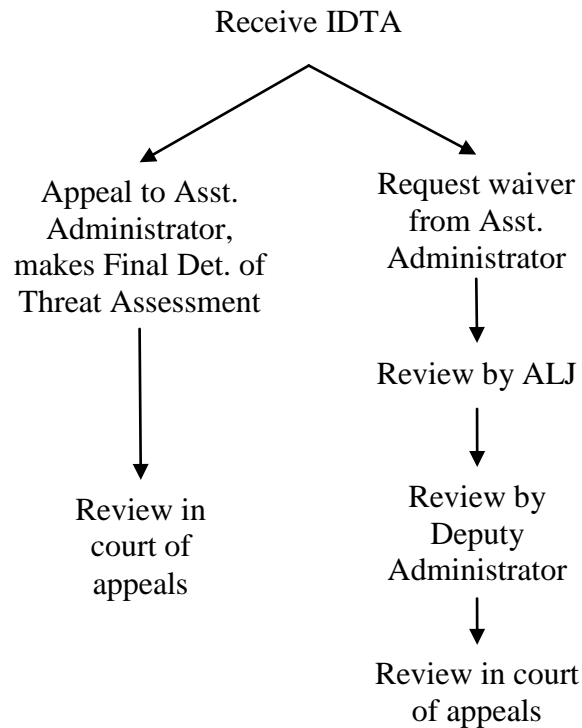 Receive IDTA
Appeal to Asst.
Administrator,
makes Final Det. of
Threat Assessment
Review in
court of
appeals
Request waiver
from Asst.
Administrator
Review by ALJ
Review by
Deputy
Administrator
Review in court
of appeals